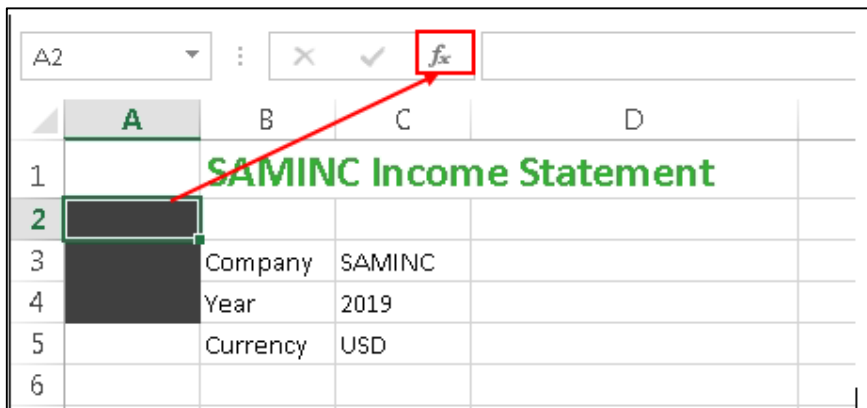 A2 fx
A B C D
1 SAMINC Income Statement
2
3 Company SAMINC
4 Year 2019
5 Currency USD
6